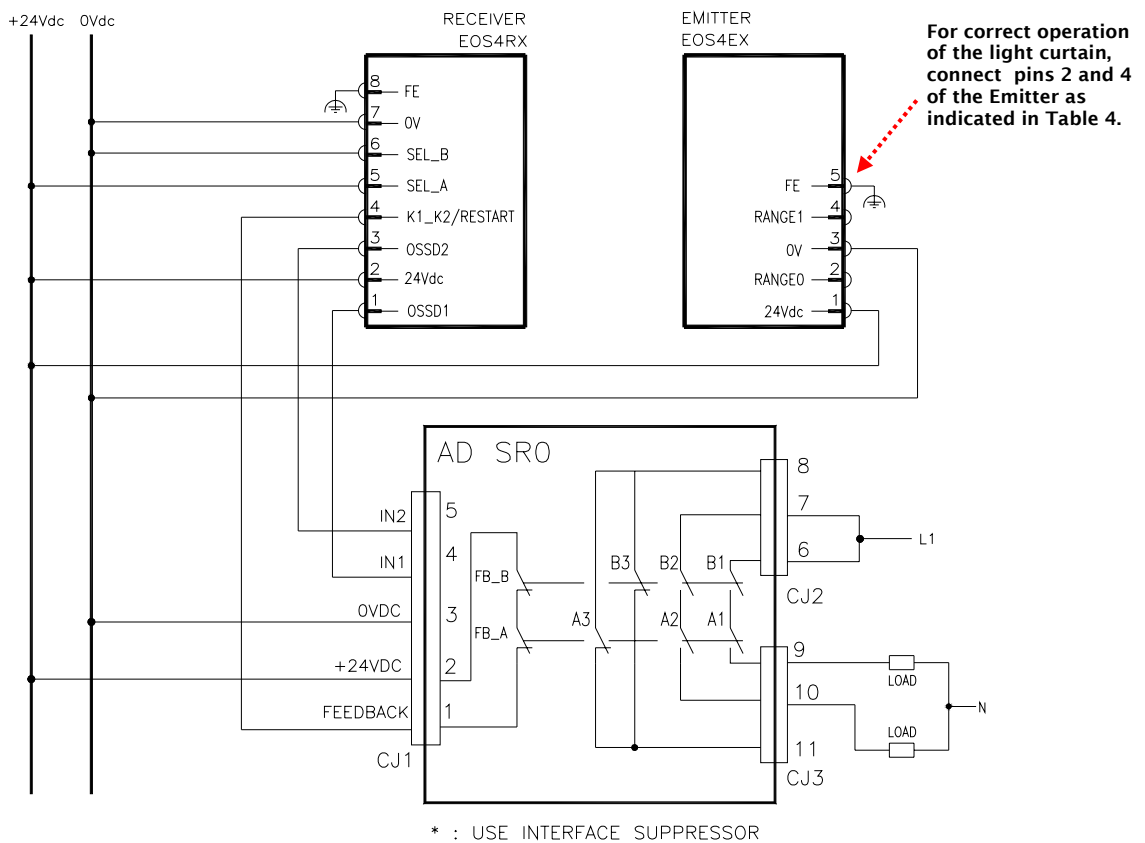 +24Vdc 0Vdc
RECEIVER
EOS4RX
EMITTER
EOS4EX
For correct operation
of the light curtain,
connect pins 2 and 4
of the Emitter as
indicated in Table 4.
8 FE
7 0V
6 SEL_B
5 SEL_A
4 K1_K2/RESTART
3 OSSD2
2 24Vdc
1 OSSD1
FE 5
RANGE1 4
0V 3
RANGE0 2
24Vdc 1
AD SR0
IN2 5
IN1 4
0VDC 3
+24VDC 2
FEEDBACK 1
CJ1
FB_B
FB_A
B3 B2 B1
A3 A2 A1
8
7
6
CJ2
L1
9
10
11
CJ3
LOAD
LOAD
N
* : USE INTERFACE SUPPRESSOR